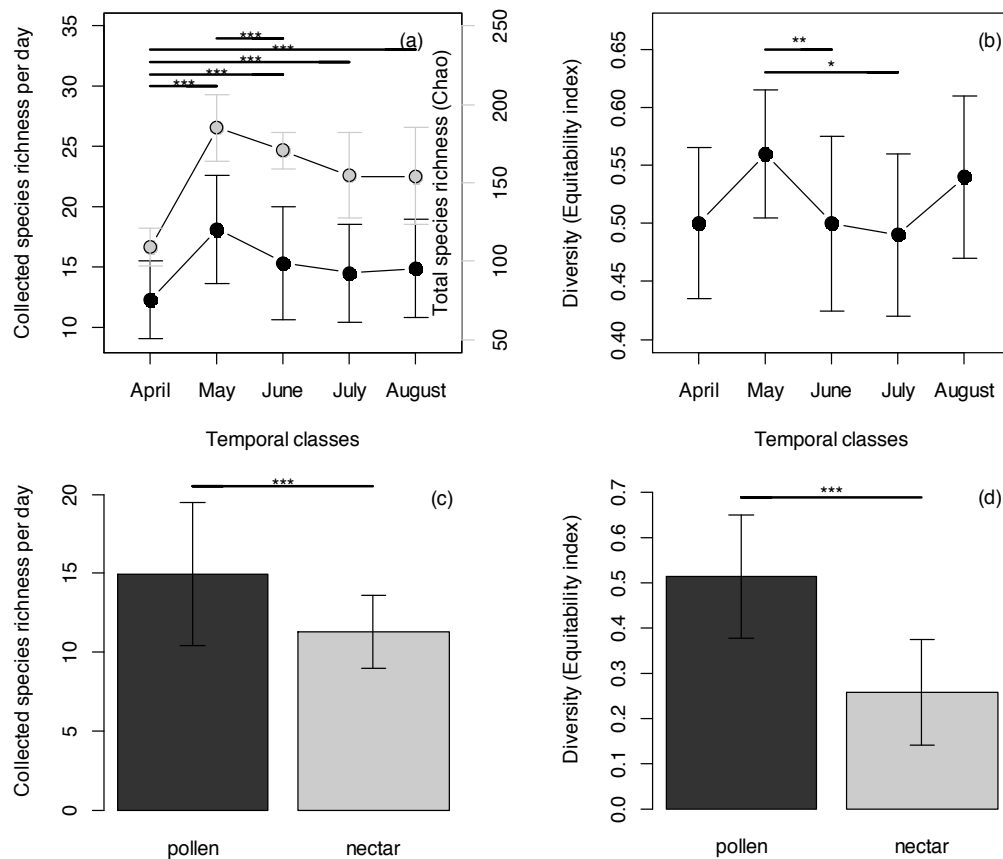 (a)
Collected species richness per day
35
30
25
20
15
10
***
***
***
***
***
Total species richness (Chao)
250
200
150
100
50
April May June July August
Temporal classes
(b)
Diversity (Equitability index)
0.65
0.60
0.55
0.50
0.45
0.40
**
*
April May June July August
Temporal classes
(c)
Collected species richness per day
20
15
10
5
0
***
pollen nectar
(d)
Diversity (Equitability index)
0.7
0.6
0.5
0.4
0.3
0.2
0.1
0.0
***
pollen nectar